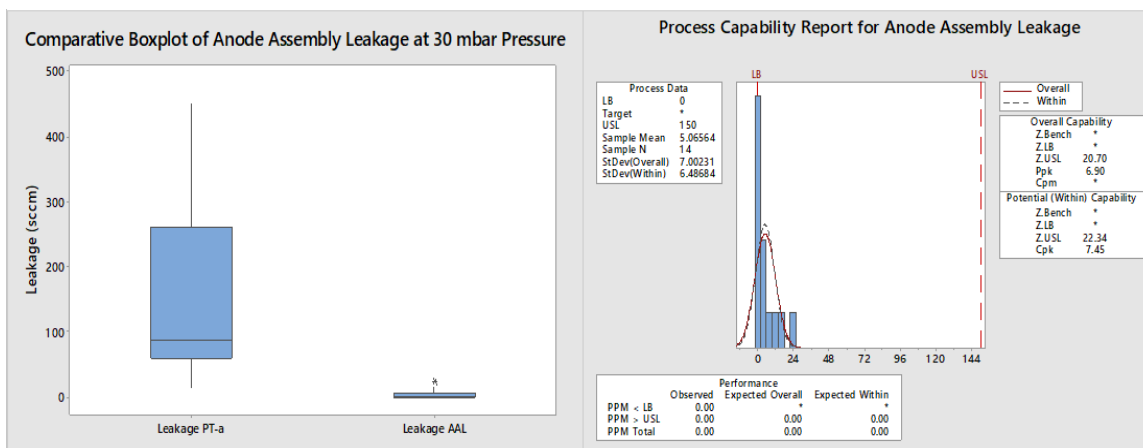 Comparative Boxplot of Anode Assembly Leakage at 30 mbar Pressure
500
400
300
200
100
0
Leakage (sccm)
Leakage PT-a
Leakage AAL
Process Capability Report for Anode Assembly Leakage
LB
USL
Process Data
LB 0
Target *
USL 150
Sample Mean 5.06564
Sample N 14
StDev(Overall) 7.00231
StDev(Within) 6.48684
Overall
Within
Overall Capability
Z.Bench *
Z.LB *
Z.USL 20.70
Ppk 6.90
Cpm *
Potential (Within) Capability
Z.Bench *
Z.LB *
Z.USL 22.34
Cpk 7.45
0 24 48 72 96 120 144
Performance
Observed Expected Overall Expected Within
PPM < LB 0.00 * *
PPM > USL 0.00 0.00 0.00
PPM Total 0.00 0.00 0.00